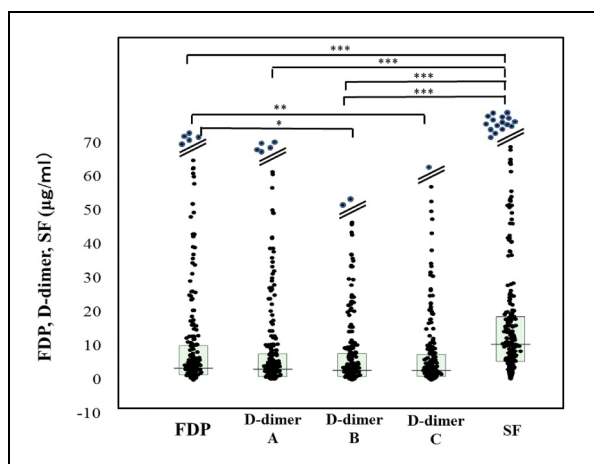 ***
***
***
***
**
*
FDP, D-dimer, SF (μg/ml)
70
60
50
40
30
20
10
0
-10
FDP
D-dimer
A
D-dimer
B
D-dimer
C
SF